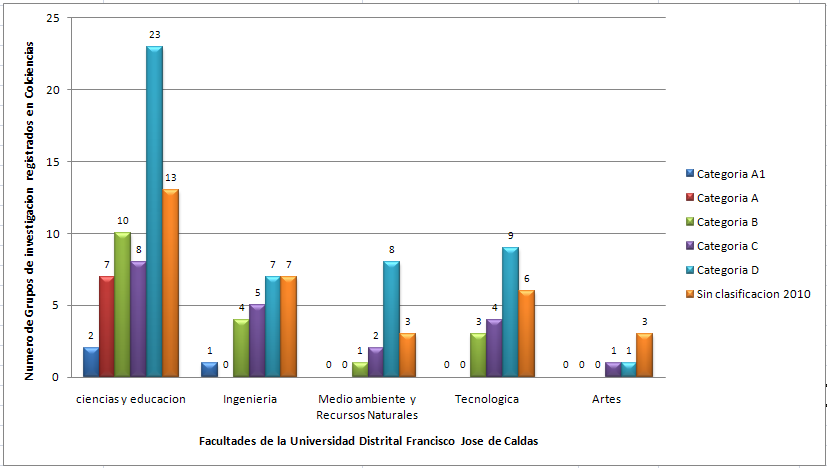 Numero de Grupos de investigacion registrados en Colciencias
25
20
15
10
5
0
2
7
10
8
23
13
1
0
4
5
7
7
0
0
1
2
8
3
0
0
3
4
9
6
0
0
0
1
1
3
ciencias y educacion
Ingenieria
Medio ambiente y
Recursos Naturales
Tecnologica
Artes
Facultades de la Universidad Distrital Francisco Jose de Caldas
Categoria A1
Categoria A
Categoria B
Categoria C
Categoria D
Sin clasificacion 2010